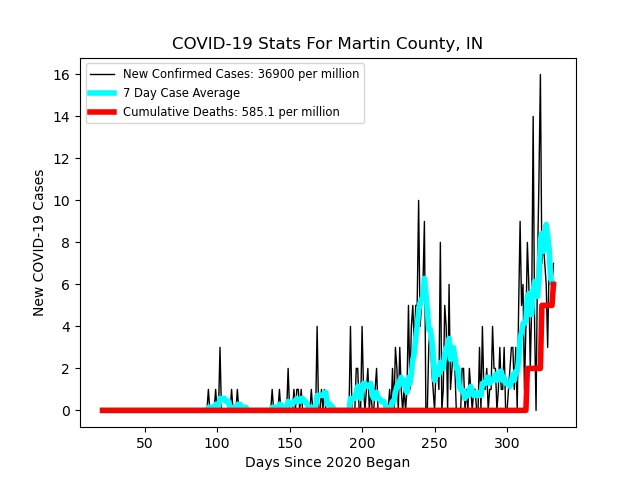 COVID-19 Stats For Martin County, IN
New Confirmed Cases: 36900 per million
7 Day Case Average
Cumulative Deaths: 585.1 per million
New COVID-19 Cases
16
14
12
10
8
6
4
2
0
50 100 150 200 250 300
Days Since 2020 Began